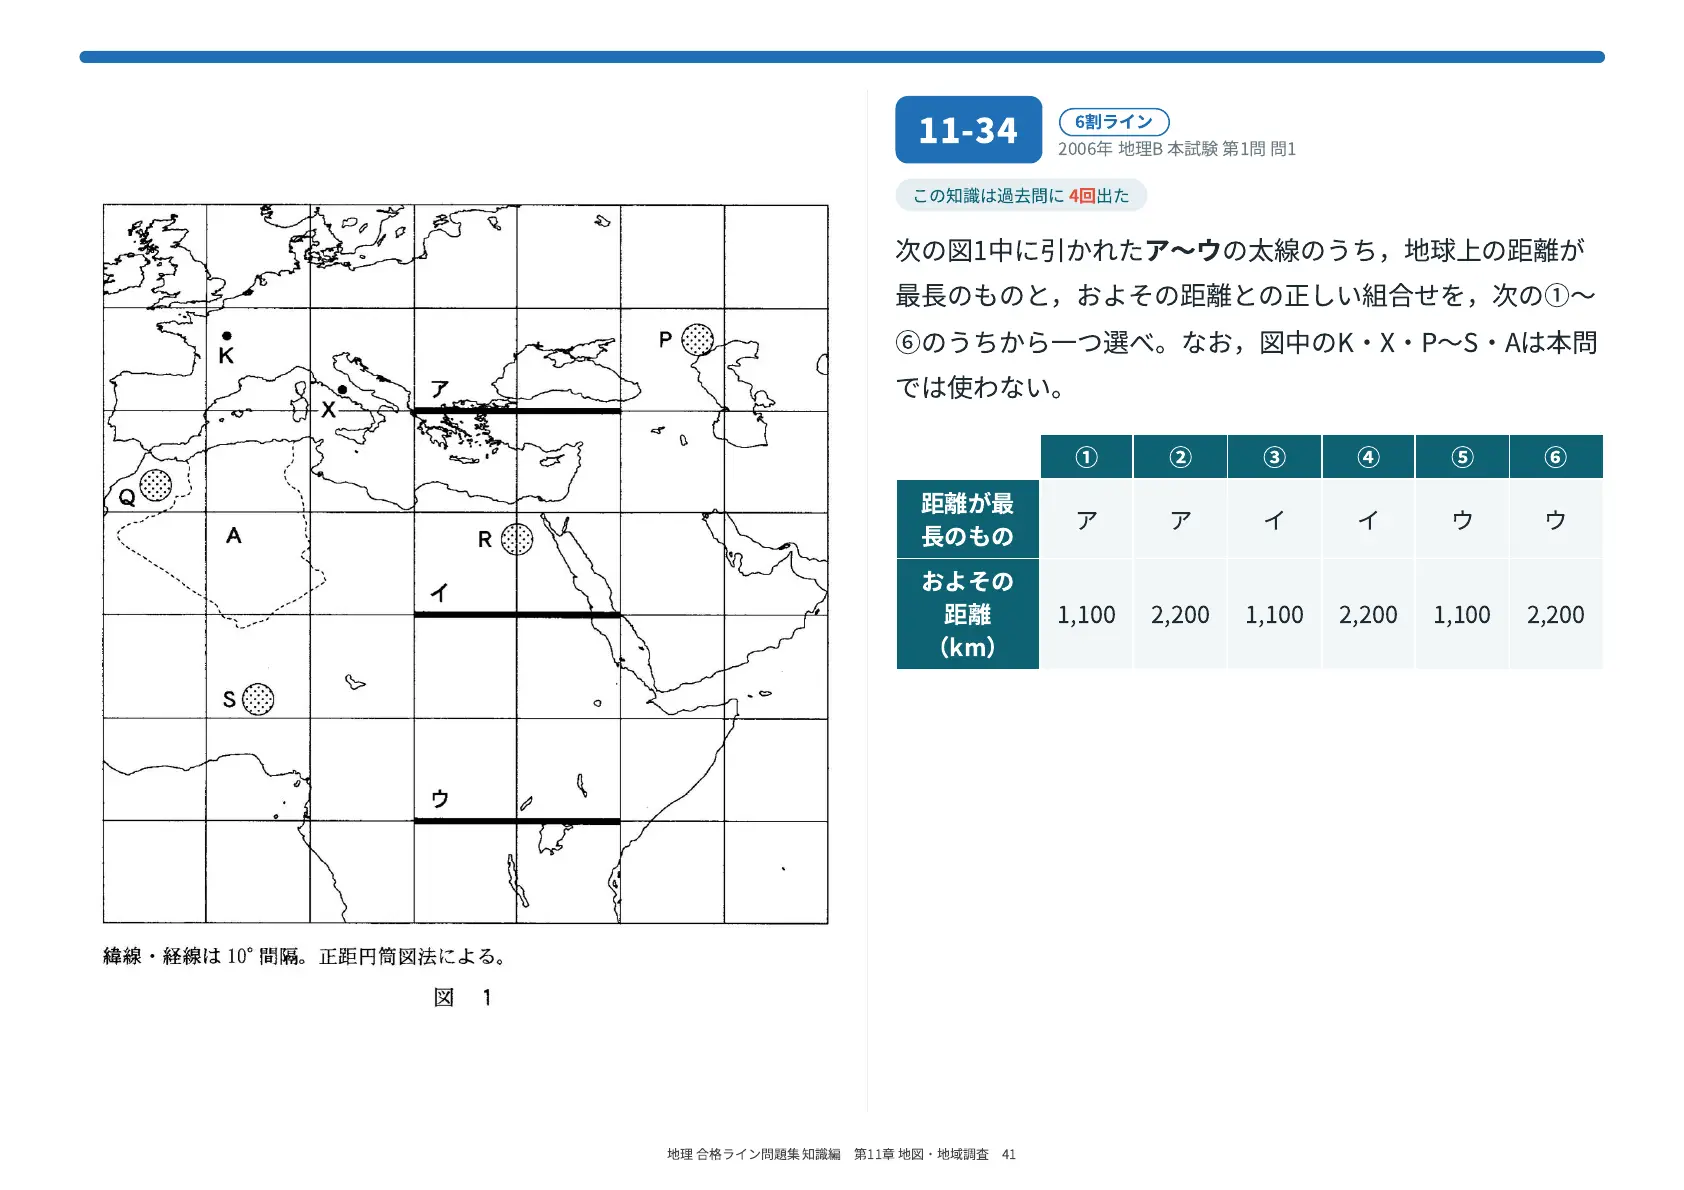 11-34
6割ライン
2006年 地理B 本試験 第1問 問1
この知識は過去問に 4回出た
次の図1中に引かれたア〜ウの太線のうち，地球上の距離が
最長のものと，およその距離との正しい組合せを，次の①〜
⑥のうちから一つ選べ。なお，図中のK・X・P〜S・Aは本問
では使わない。
① ② ③ ④ ⑤ ⑥
距離が最
長のもの
ア ア イ イ ウ ウ
およその
距離
（km）
1,100 2,200 1,100 2,200 1,100 2,200
P
K
ア
X
Q
A
R
イ
S
ウ
緯線・経線は 10° 間隔。正距円筒図法による。
図 1
地理 合格ライン問題集 知識編 第11章 地図・地域調査 41